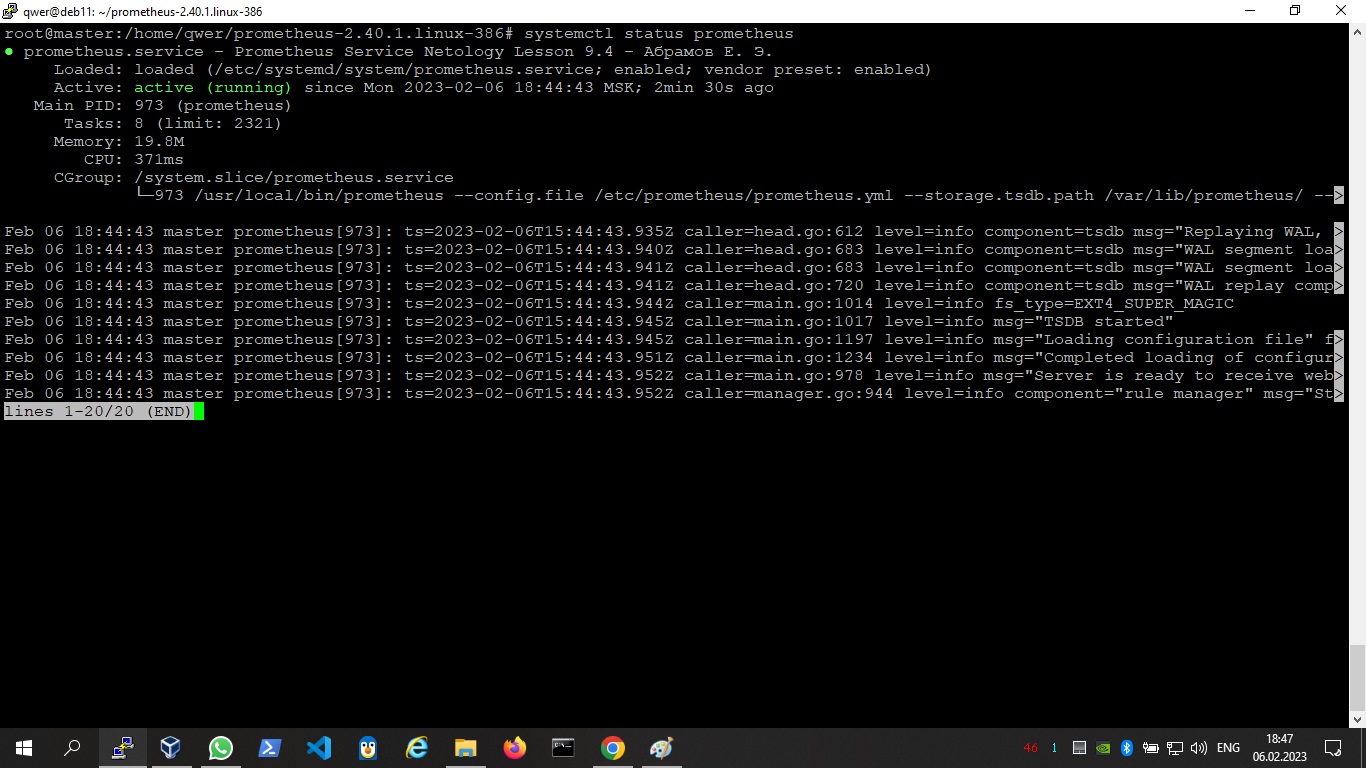 qwer@deb11: ~/prometheus-2.40.1.linux-386
root@master:/home/qwer/prometheus-2.40.1.linux-386# systemctl status prometheus
● prometheus.service - Prometheus Service Netology Lesson 9.4 - Абрамов Е. Э.
Loaded: loaded (/etc/systemd/system/prometheus.service; enabled; vendor preset: enabled)
Active: active (running) since Mon 2023-02-06 18:44:43 MSK; 2min 30s ago
Main PID: 973 (prometheus)
Tasks: 8 (limit: 2321)
Memory: 19.8M
CPU: 371ms
CGroup: /system.slice/prometheus.service
└─973 /usr/local/bin/prometheus --config.file /etc/prometheus/prometheus.yml --storage.tsdb.path /var/lib/prometheus/ -->
Feb 06 18:44:43 master prometheus[973]: ts=2023-02-06T15:44:43.935Z caller=head.go:612 level=info component=tsdb msg="Replaying WAL, >
Feb 06 18:44:43 master prometheus[973]: ts=2023-02-06T15:44:43.940Z caller=head.go:683 level=info component=tsdb msg="WAL segment loa>
Feb 06 18:44:43 master prometheus[973]: ts=2023-02-06T15:44:43.941Z caller=head.go:683 level=info component=tsdb msg="WAL segment loa>
Feb 06 18:44:43 master prometheus[973]: ts=2023-02-06T15:44:43.941Z caller=head.go:720 level=info component=tsdb msg="WAL replay comp>
Feb 06 18:44:43 master prometheus[973]: ts=2023-02-06T15:44:43.944Z caller=main.go:1014 level=info fs_type=EXT4_SUPER_MAGIC
Feb 06 18:44:43 master prometheus[973]: ts=2023-02-06T15:44:43.945Z caller=main.go:1017 level=info msg="TSDB started"
Feb 06 18:44:43 master prometheus[973]: ts=2023-02-06T15:44:43.945Z caller=main.go:1197 level=info msg="Loading configuration file" f>
Feb 06 18:44:43 master prometheus[973]: ts=2023-02-06T15:44:43.951Z caller=main.go:1234 level=info msg="Completed loading of configur>
Feb 06 18:44:43 master prometheus[973]: ts=2023-02-06T15:44:43.952Z caller=main.go:978 level=info msg="Server is ready to receive web>
Feb 06 18:44:43 master prometheus[973]: ts=2023-02-06T15:44:43.952Z caller=manager.go:944 level=info component="rule manager" msg="St>
lines 1-20/20 (END)
46 1 ENG 18:47
06.02.2023